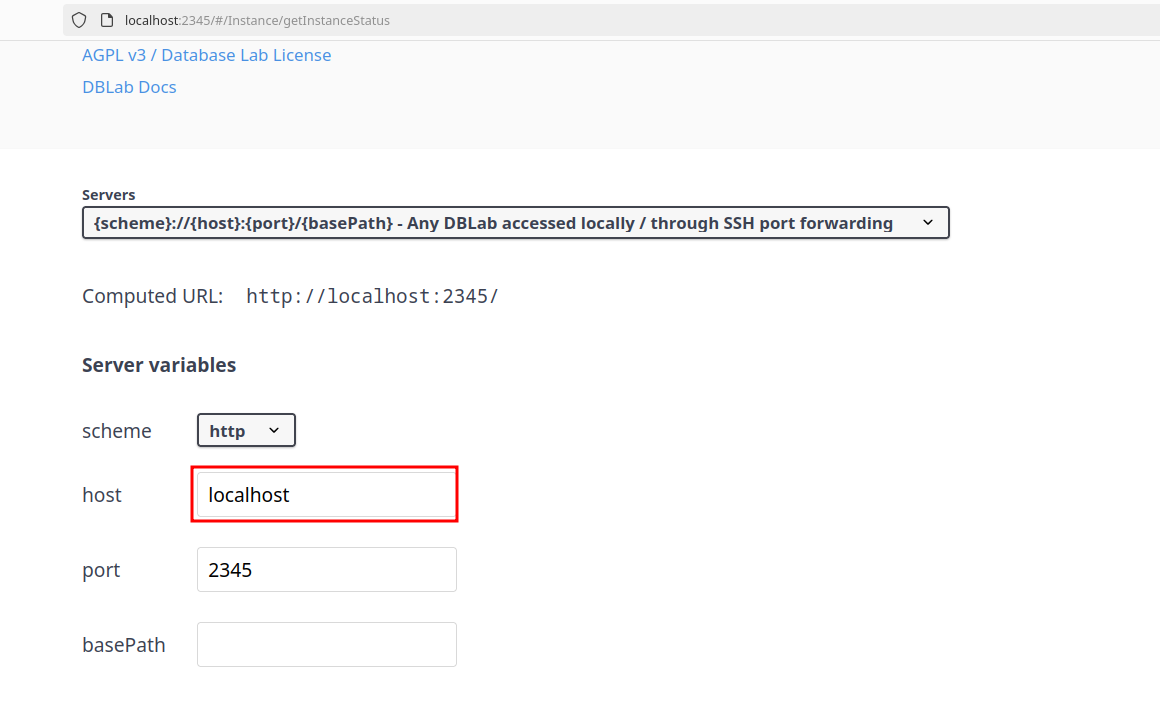 localhost:2345/#/Instance/getInstanceStatus
AGPL v3 / Database Lab License
DBLab Docs
Servers
{scheme}://{host}:{port}/{basePath} - Any DBLab accessed locally / through SSH port forwarding
Computed URL: http://localhost:2345/
Server variables
scheme http
host localhost
port 2345
basePath